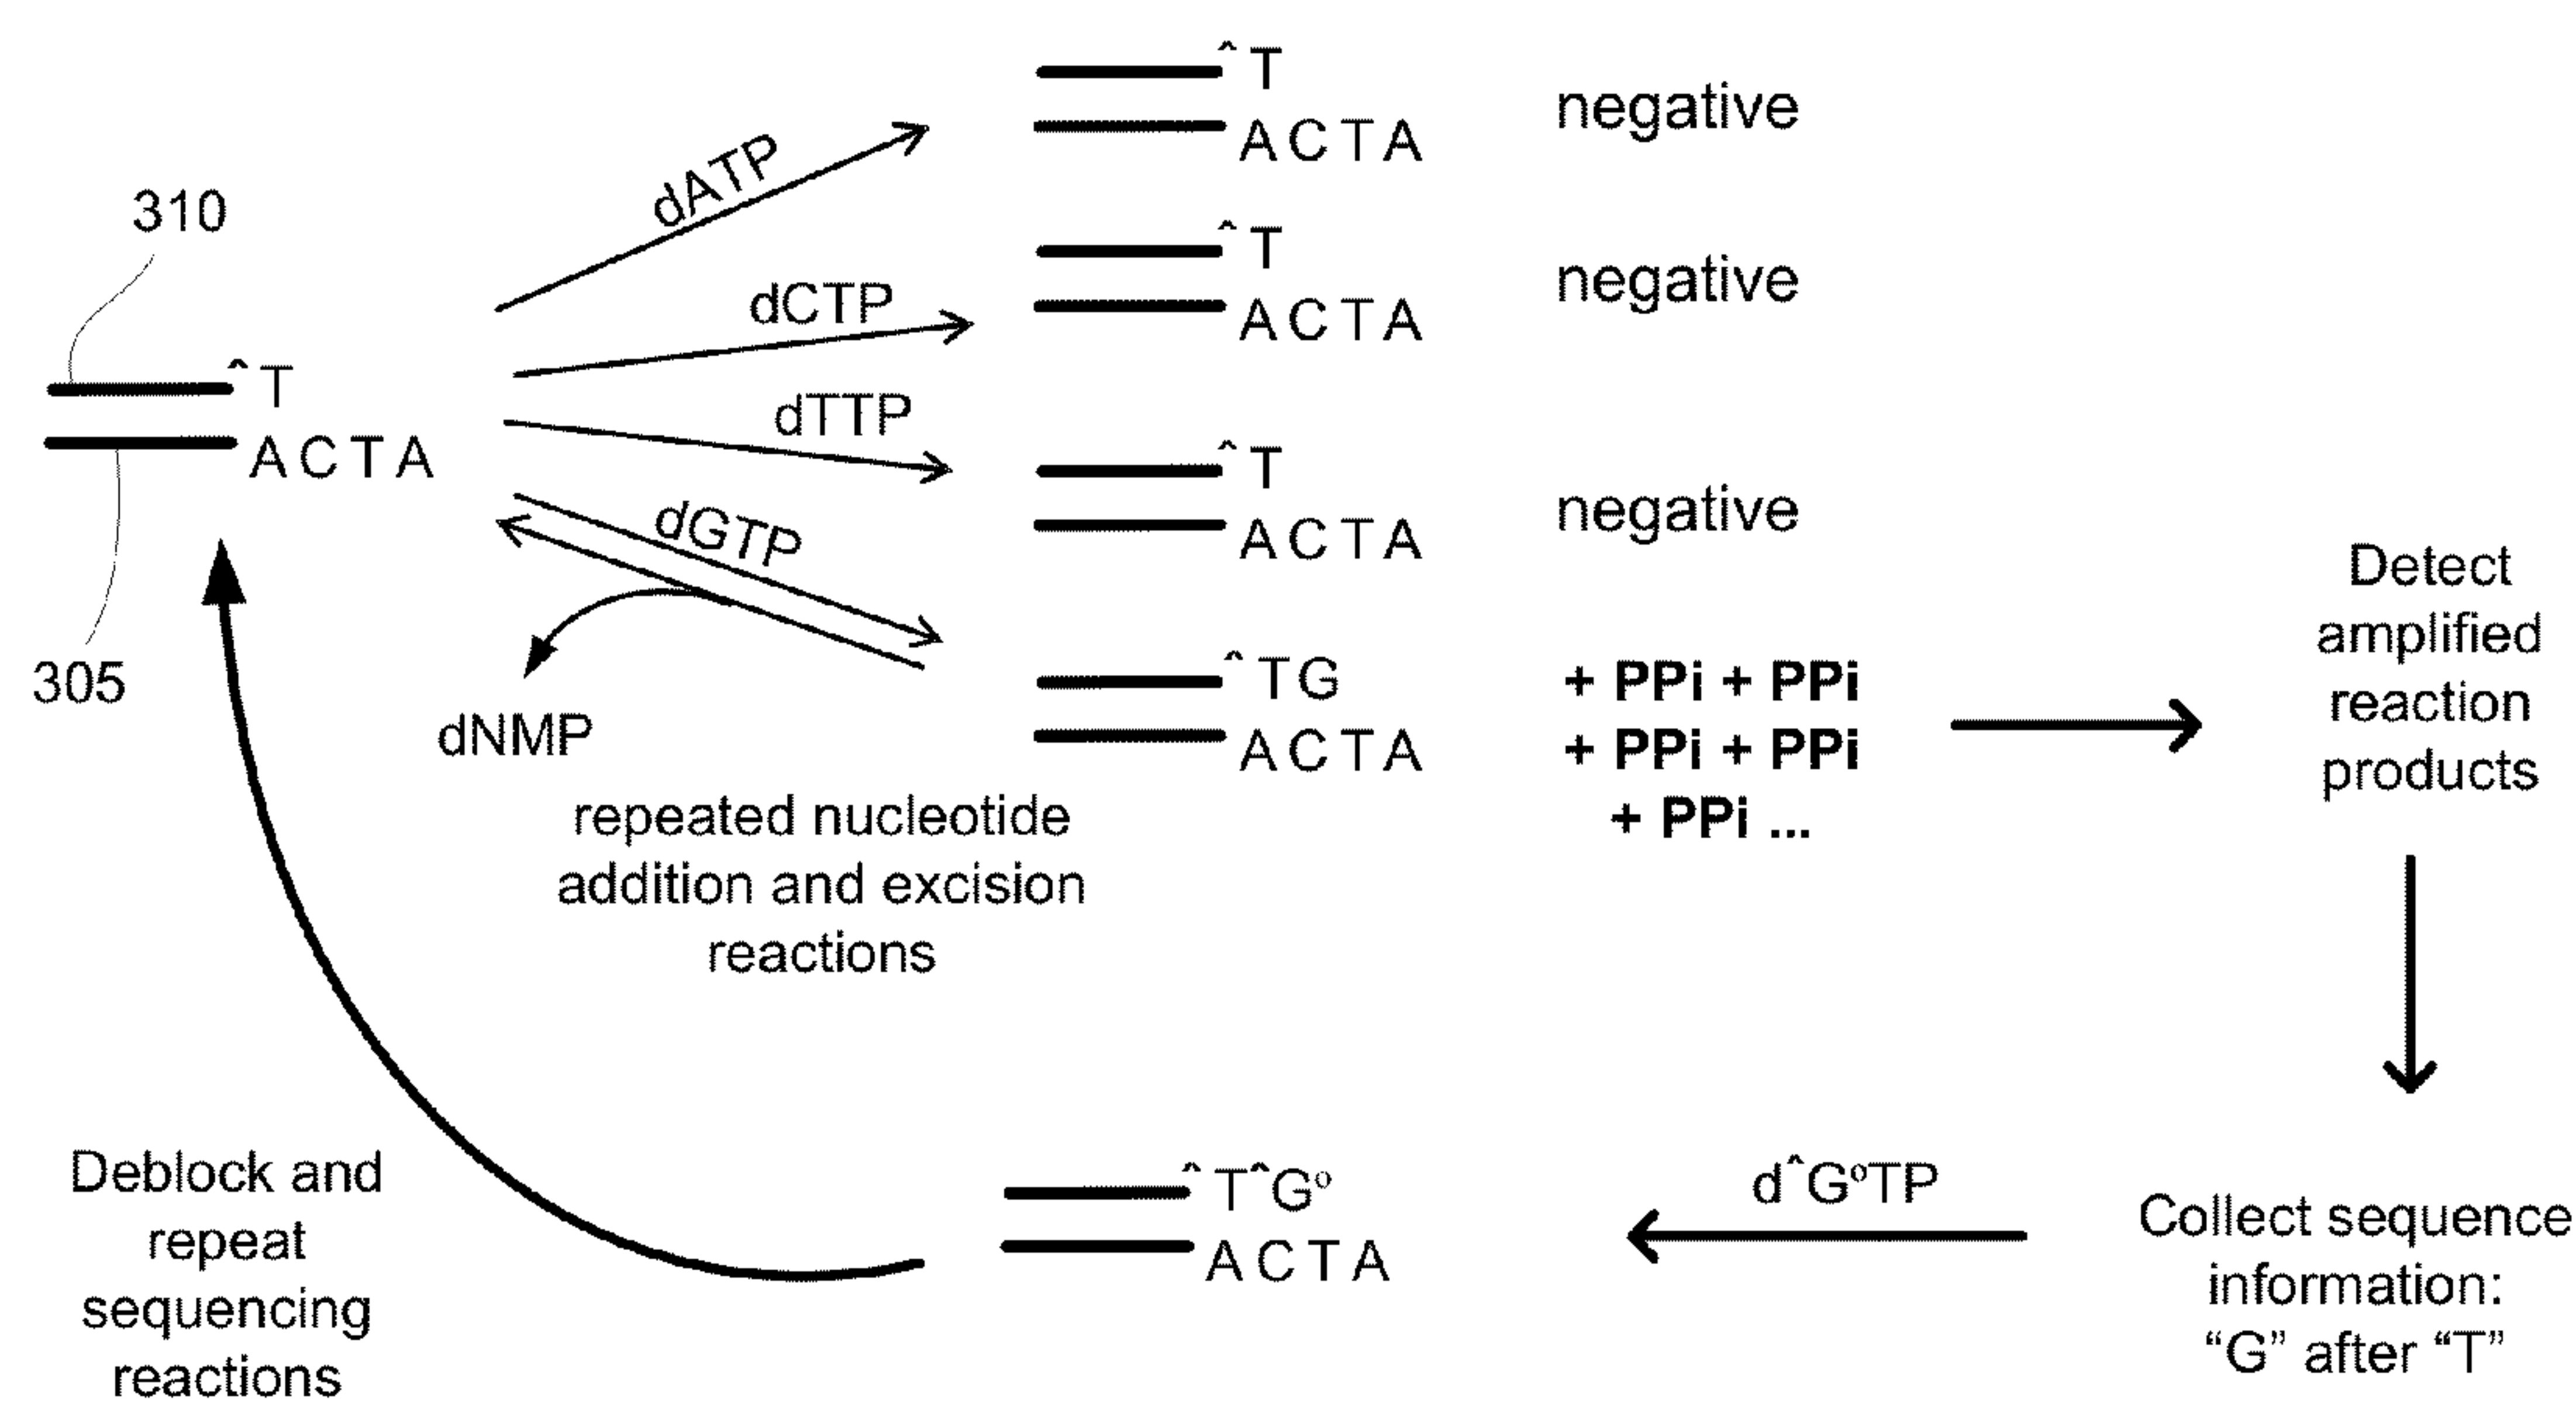 ^T
ACTA
negative
dATP
310
^T
ACTA
negative
dCTP
^T
ACTA
dTTP
^T
ACTA
negative
dGTP
305
dNMP
^TG
ACTA
+ PPi + PPi
+ PPi + PPi
+ PPi ...
Detect
amplified
reaction
products
repeated nucleotide
addition and excision
reactions
Deblock and
repeat
sequencing
reactions
^T^Gº
ACTA
d^GºTP
Collect sequence
information:
“G” after “T”